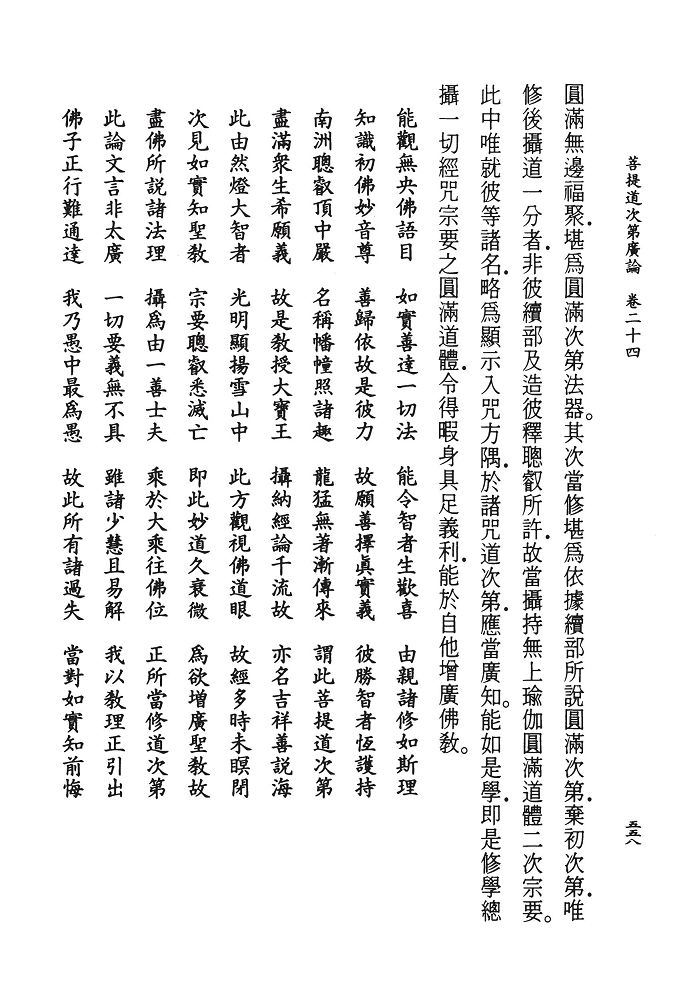 菩提道次第廣論　卷二十四
五五八
圓滿無邊福聚．堪爲圓滿次第法器。其次當修堪爲依據續部所說圓滿次第．棄初次第．唯
修後攝道一分者．非彼續部及造彼釋聰叡所許．故當攝持無上瑜伽圓滿道體二次宗要。
此中唯就彼等諸名．略爲顯示入咒方隅．於諸咒道次第．應當廣知。能如是學．即是修學總
攝一切經咒宗要之圓滿道體．令得暇身具足義利．能於自他增廣佛教。
能觀無央佛語目　如實善達一切法　能令智者生歡喜　由親諸修如斯理
知識初佛妙音尊　善歸依故是彼力　故願善擇眞實義　彼勝智者恆護持
南洲聰叡頂中嚴　名稱幡幢照諸趣　龍猛無著漸傳來　謂此菩提道次第
盡滿衆生希願義　故是教授大寶王　攝納經論千流故　亦名吉祥善説海
此由然燈大智者　光明顯揚雪山中　此方觀視佛道眼　故經多時未瞑閉
次見如實知聖教　宗要聰叡悉滅亡　即此妙道久衰微　爲欲增廣聖教故
盡佛所説諸法理　攝爲由一善士夫　乘於大乘往佛位　正所當修道次第
此論文言非太廣　一切要義無不具　雖諸少慧且易解　我以教理正引出
佛子正行難通達　我乃愚中最爲愚　故此所有諸過失　當對如實知前悔